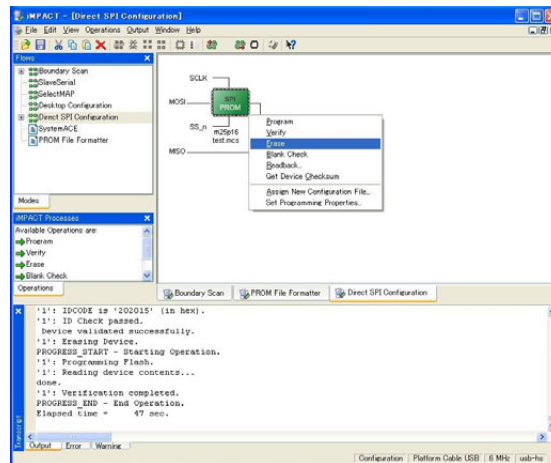 iMPACT - [Direct SPI Configuration]
File Edit View Operations Output Window Help
Flows
Boundary Scan
SlaveSerial
SelectMAP
Desktop Configuration
Direct SPI Configuration
SystemACE
PROM File Formatter
Modes
SCLK
MOSI
SPI
PROM
SS_n
m25p16
test.mcs
MISO
Program
Verify
Erase
Blank Check
Readback...
Get Device Checksum
Assign New Configuration File...
Set Programming Properties...
iMPACT Processes
Available Operations are:
Program
Verify
Erase
Blank Check
Operations
Boundary Scan PROM File Formatter Direct SPI Configuration
'1': IDCODE is '202015' (in hex).
'1': ID Check passed.
Device validated successfully.
'1': Erasing Device.
PROGRESS_START - Starting Operation.
'1': Programming Flash.
'1': Reading device contents...
done.
'1': Verification completed.
PROGRESS_END - End Operation.
Elapsed time = 47 sec.
Transcript
Output Error Warning
Configuration Platform Cable USB 6 MHz usb-hs